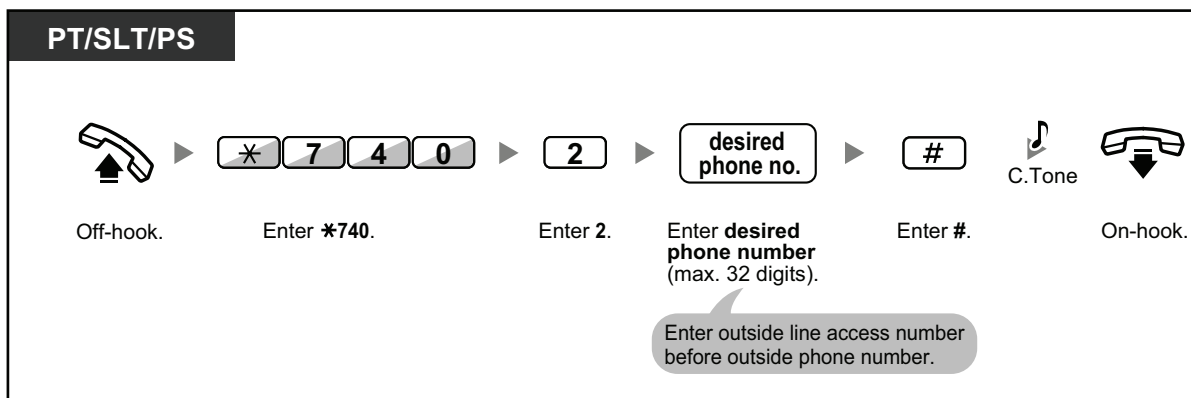 PT/SLT/PS
* 7 4 0
2
desired
phone no.
#
C.Tone
Off-hook.
Enter *740.
Enter 2.
Enter desired
phone number
(max. 32 digits).
Enter #.
On-hook.
Enter outside line access number
before outside phone number.